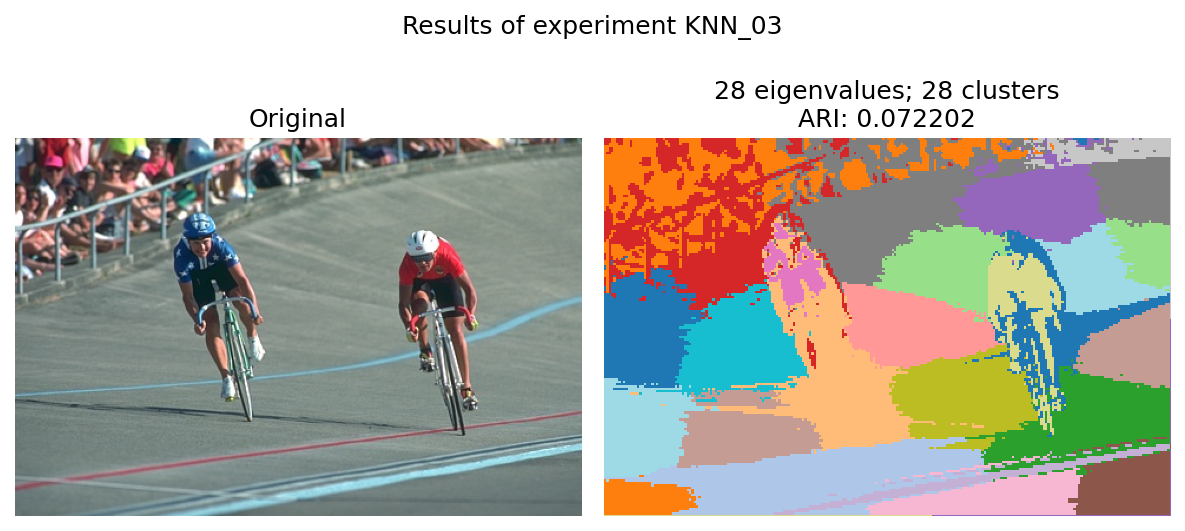 Results of experiment KNN_03
Original
28 eigenvalues; 28 clusters
ARI: 0.072202